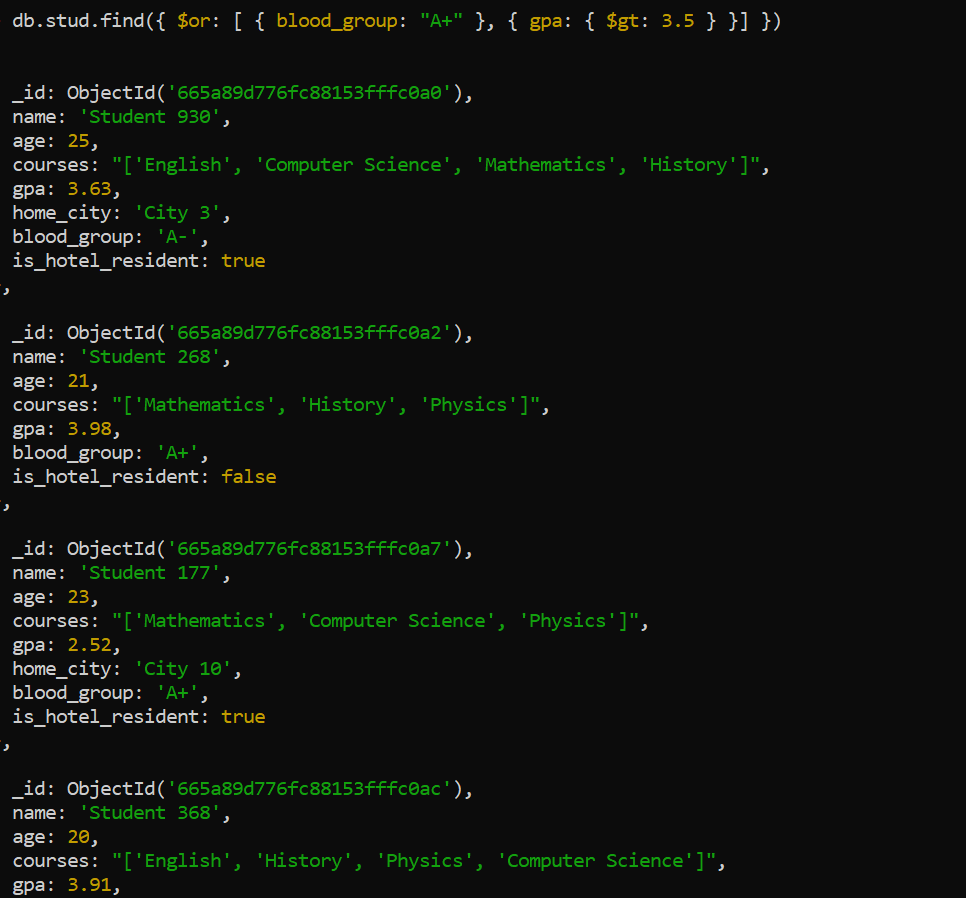 db.stud.find({ $or: [ { blood_group: "A+" }, { gpa: { $gt: 3.5 } }] })
_id: ObjectId('665a89d776fc88153fffc0a0'),
name: 'Student 930',
age: 25,
courses: "['English', 'Computer Science', 'Mathematics', 'History']",
gpa: 3.63,
home_city: 'City 3',
blood_group: 'A-',
is_hotel_resident: true
,
_id: ObjectId('665a89d776fc88153fffc0a2'),
name: 'Student 268',
age: 21,
courses: "['Mathematics', 'History', 'Physics']",
gpa: 3.98,
blood_group: 'A+',
is_hotel_resident: false
,
_id: ObjectId('665a89d776fc88153fffc0a7'),
name: 'Student 177',
age: 23,
courses: "['Mathematics', 'Computer Science', 'Physics']",
gpa: 2.52,
home_city: 'City 10',
blood_group: 'A+',
is_hotel_resident: true
,
_id: ObjectId('665a89d776fc88153fffc0ac'),
name: 'Student 368',
age: 20,
courses: "['English', 'History', 'Physics', 'Computer Science']",
gpa: 3.91,